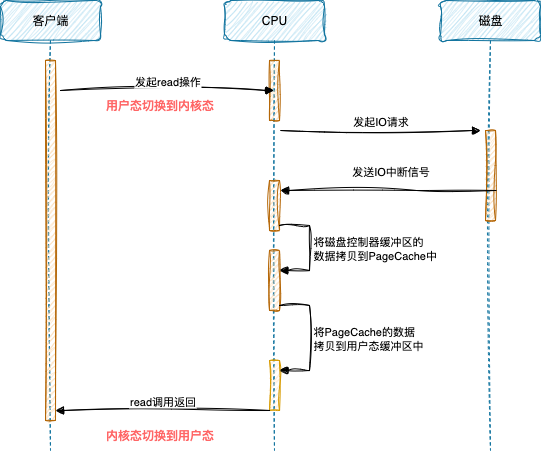 客户端
CPU
磁盘
发起read操作
用户态切换到内核态
发起IO请求
发送IO中断信号
将磁盘控制器缓冲区的
数据拷贝到PageCache中
将PageCache的数据
拷贝到用户态缓冲区中
read调用返回
内核态切换到用户态